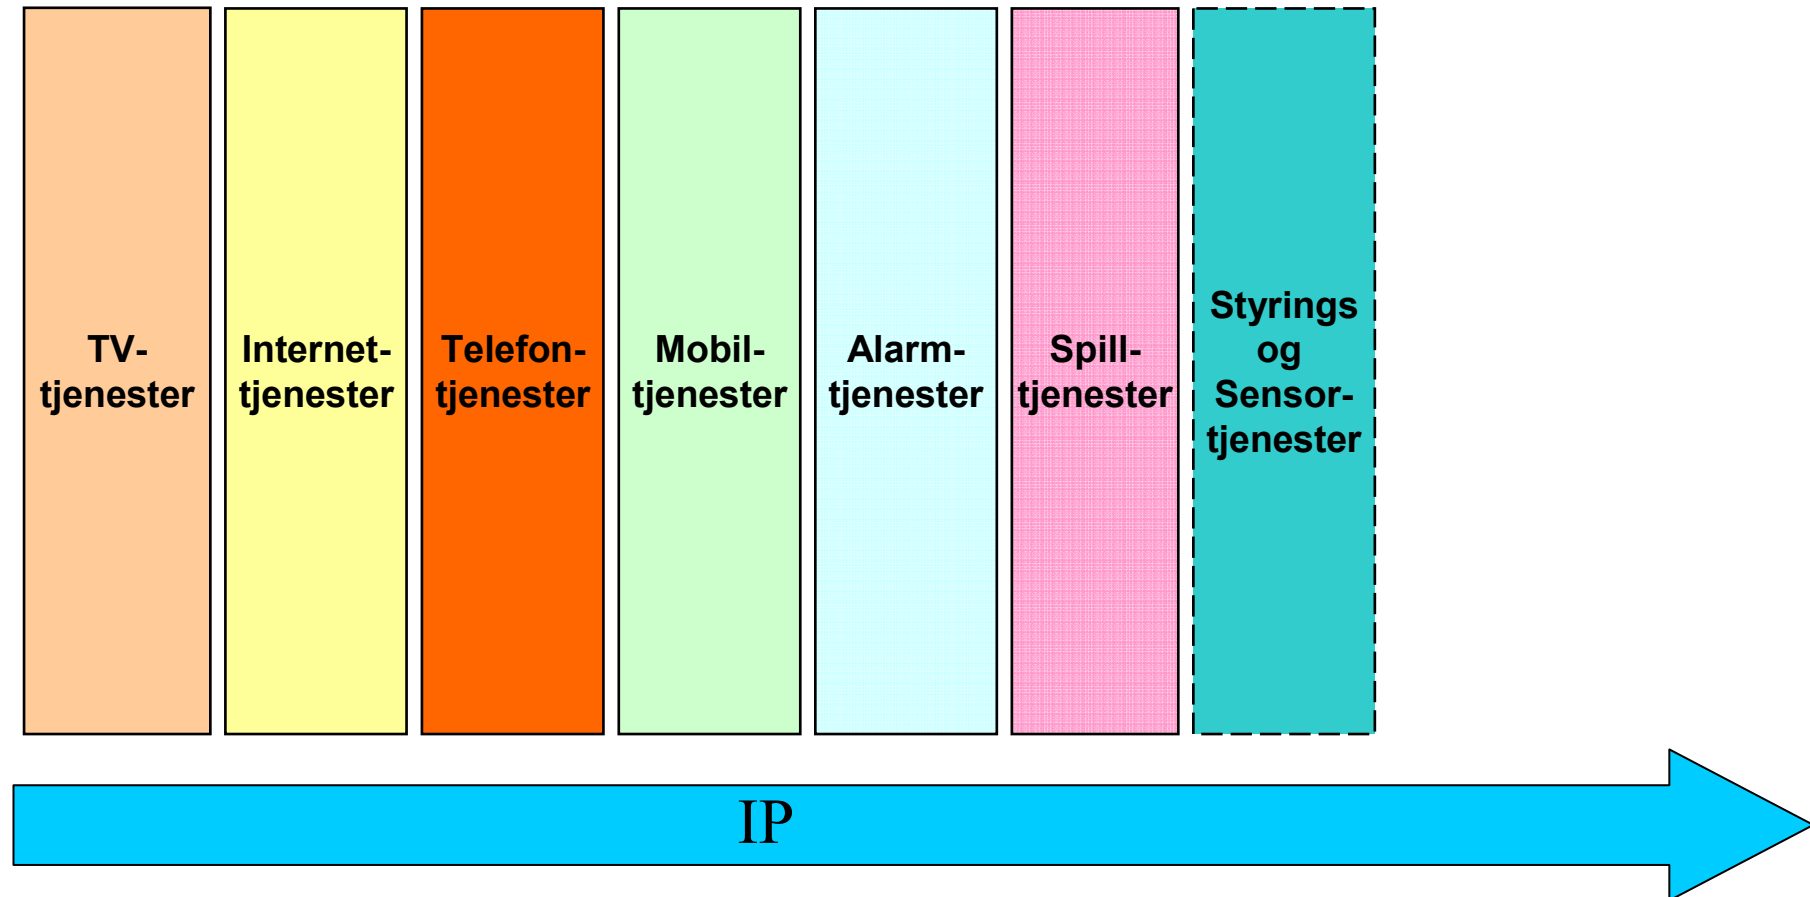 TV-
tjenester
Internet-
tjenester
Telefon-
tjenester
Mobil-
tjenester
Alarm-
tjenester
Spill-
tjenester
Styrings
og
Sensor-
tjenester
IP